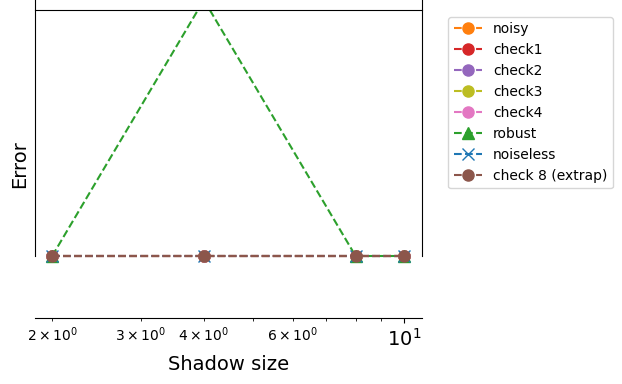 Error
noisy
check1
check2
check3
check4
robust
noiseless
check 8 (extrap)
2 × 10⁰ 3 × 10⁰ 4 × 10⁰ 6 × 10⁰ 10¹
Shadow size